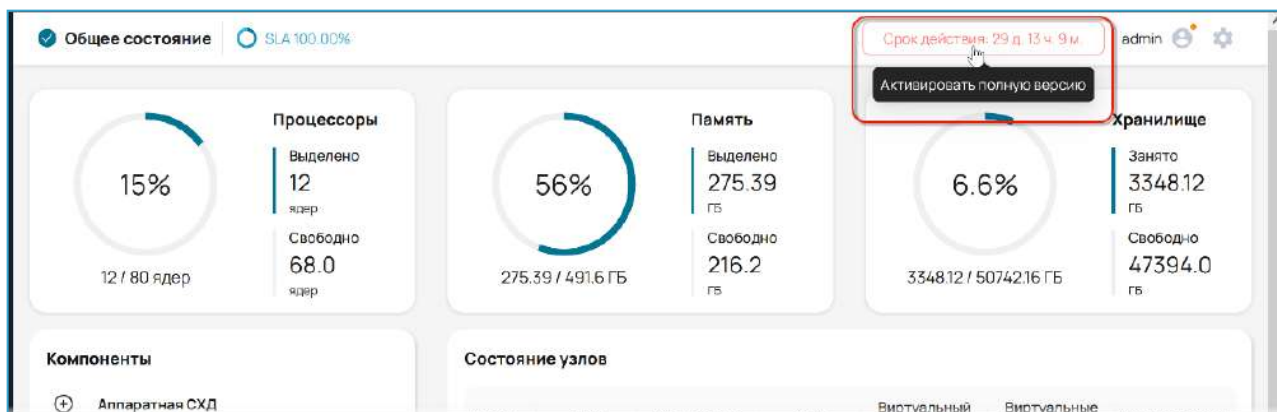 Общее состояние
SLA 100.00%
Срок действия: 29 д. 13 ч. 9 м.
admin
Активировать полную версию
15%
12 / 80 ядер
Процессоры
Выделено
12
ядер
Свободно
68.0
ядер
56%
275.39 / 491.6 ГБ
Память
Выделено
275.39
ГБ
Свободно
216.2
ГБ
6.6%
3348.12 / 50742.16 ГБ
Хранилище
Занято
3348.12
ГБ
Свободно
47394.0
ГБ
Компоненты
Аппаратная СХД
Состояние узлов
Виртуальный
Виртуальные